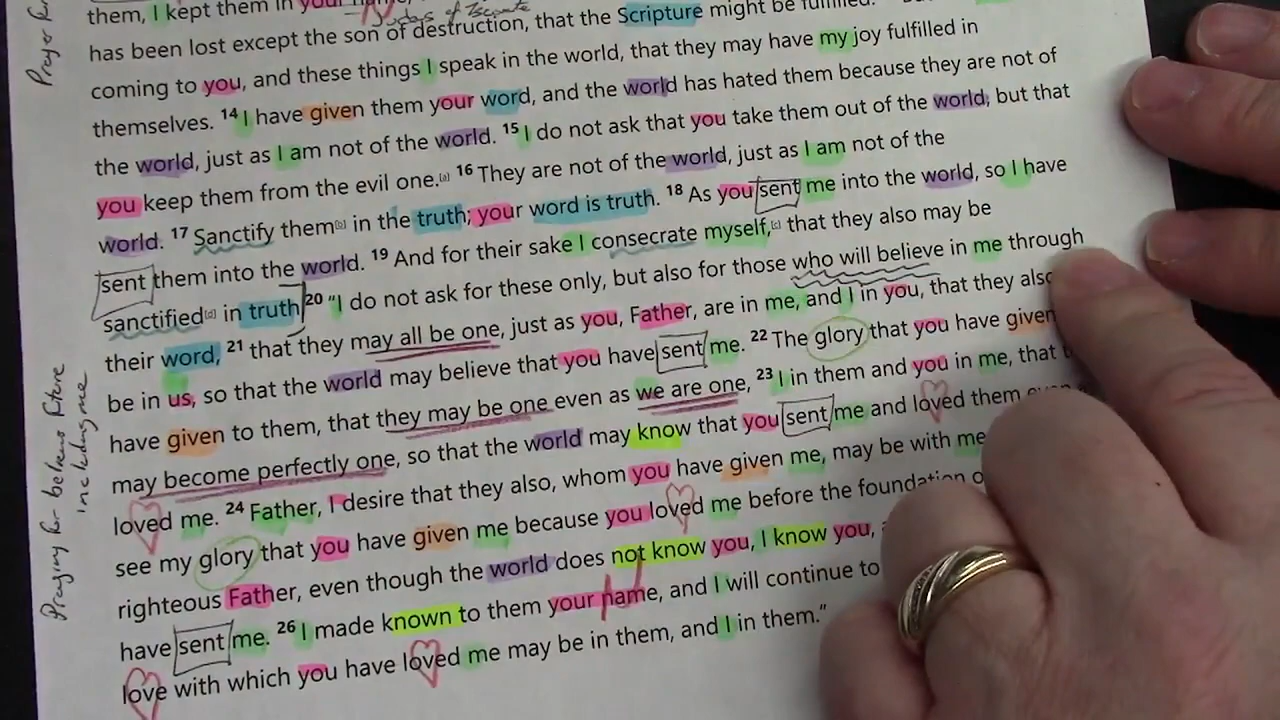 them, I kept them in your
has been lost except the son of destruction, that the Scripture might be fulfilled.
coming to you, and these things I speak in the world, that they may have my joy fulfilled in
themselves. 14 I have given them your word, and the world has hated them because they are not of
the world, just as I am not of the world. 15 I do not ask that you take them out of the world, but that
you keep them from the evil one.[a] 16 They are not of the world, just as I am not of the
world. 17 Sanctify them[b] in the truth; your word is truth. 18 As you sent me into the world, so I have
sent them into the world. 19 And for their sake I consecrate myself,[c] that they also may be
sanctified[d] in truth 20 “I do not ask for these only, but also for those who will believe in me through
their word, 21 that they may all be one, just as you, Father, are in me, and I in you, that they also
be in us, so that the world may believe that you have sent me. 22 The glory that you have given
have given to them, that they may be one even as we are one, 23 I in them and you in me, that
may become perfectly one, so that the world may know that you sent me and loved them
loved me. 24 Father, I desire that they also, whom you have given me, may be with me
see my glory that you have given me because you loved me before the foundation
righteous Father, even though the world does not know you, I know you,
have sent me. 26 I made known to them your name, and I will continue to
love with which you have loved me may be in them, and I in them.”
Praying for believers future
including me